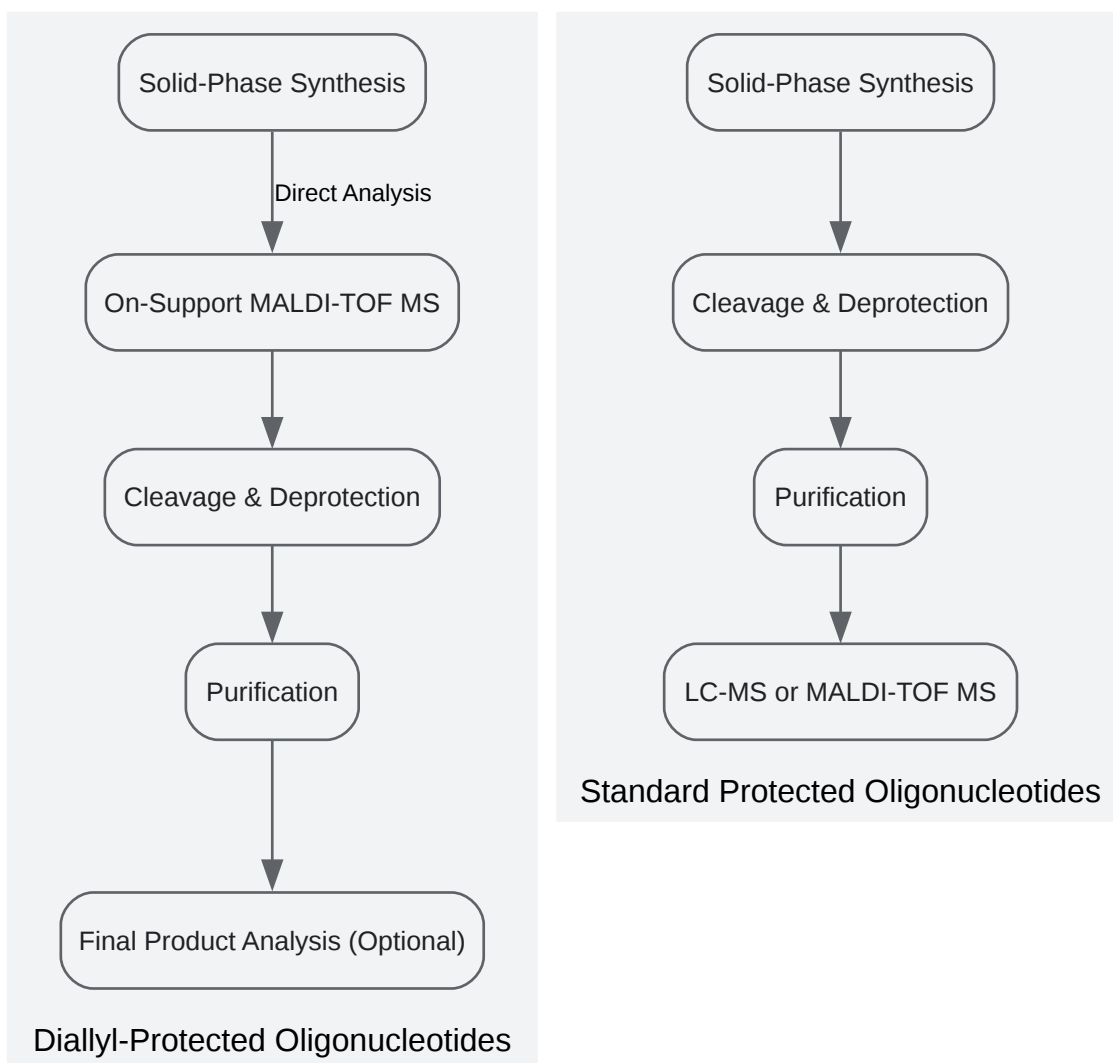 Solid-Phase Synthesis
Direct Analysis
On-Support MALDI-TOF MS
Cleavage & Deprotection
Purification
Final Product Analysis (Optional)
Diallyl-Protected Oligonucleotides
Solid-Phase Synthesis
Cleavage & Deprotection
Purification
LC-MS or MALDI-TOF MS
Standard Protected Oligonucleotides